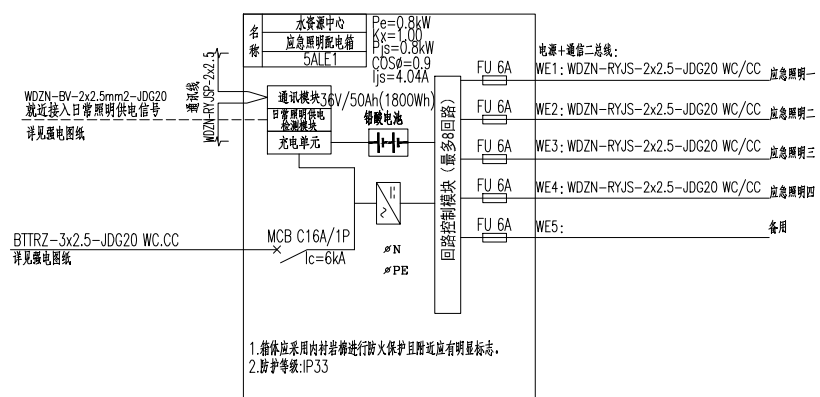 名称
水资源中心
应急照明配电箱
5ALE1
Pe=0.8kW
Kx=1.00
Pjs=0.8kW
COSø=0.9
Ijs=4.04A
通讯线
WDZN-RYJSP-2x2.5
WDZN-BV-2x2.5mm2-JDG20
就近接入日常照明供电信号
详见强电图纸
通讯模块
日常照明供电
检测模块
充电单元
36V/50Ah(1800Wh)
铅酸电池
BTTRZ-3x2.5-JDG20 WC.CC
详见强电图纸
MCB C16A/1P
Ic=6kA
øN
øPE
回路控制模块（最多8回路）
电源+通信二总线:
FU 6A
WE1: WDZN-RYJS-2x2.5-JDG20 WC/CC
应急照明一
FU 6A
WE2: WDZN-RYJS-2x2.5-JDG20 WC/CC
应急照明二
FU 6A
WE3: WDZN-RYJS-2x2.5-JDG20 WC/CC
应急照明三
FU 6A
WE4: WDZN-RYJS-2x2.5-JDG20 WC/CC
应急照明四
FU 6A
WE5:
备用
1.箱体应采用内衬岩棉进行防火保护且附近应有明显标志。
2.防护等级:IP33